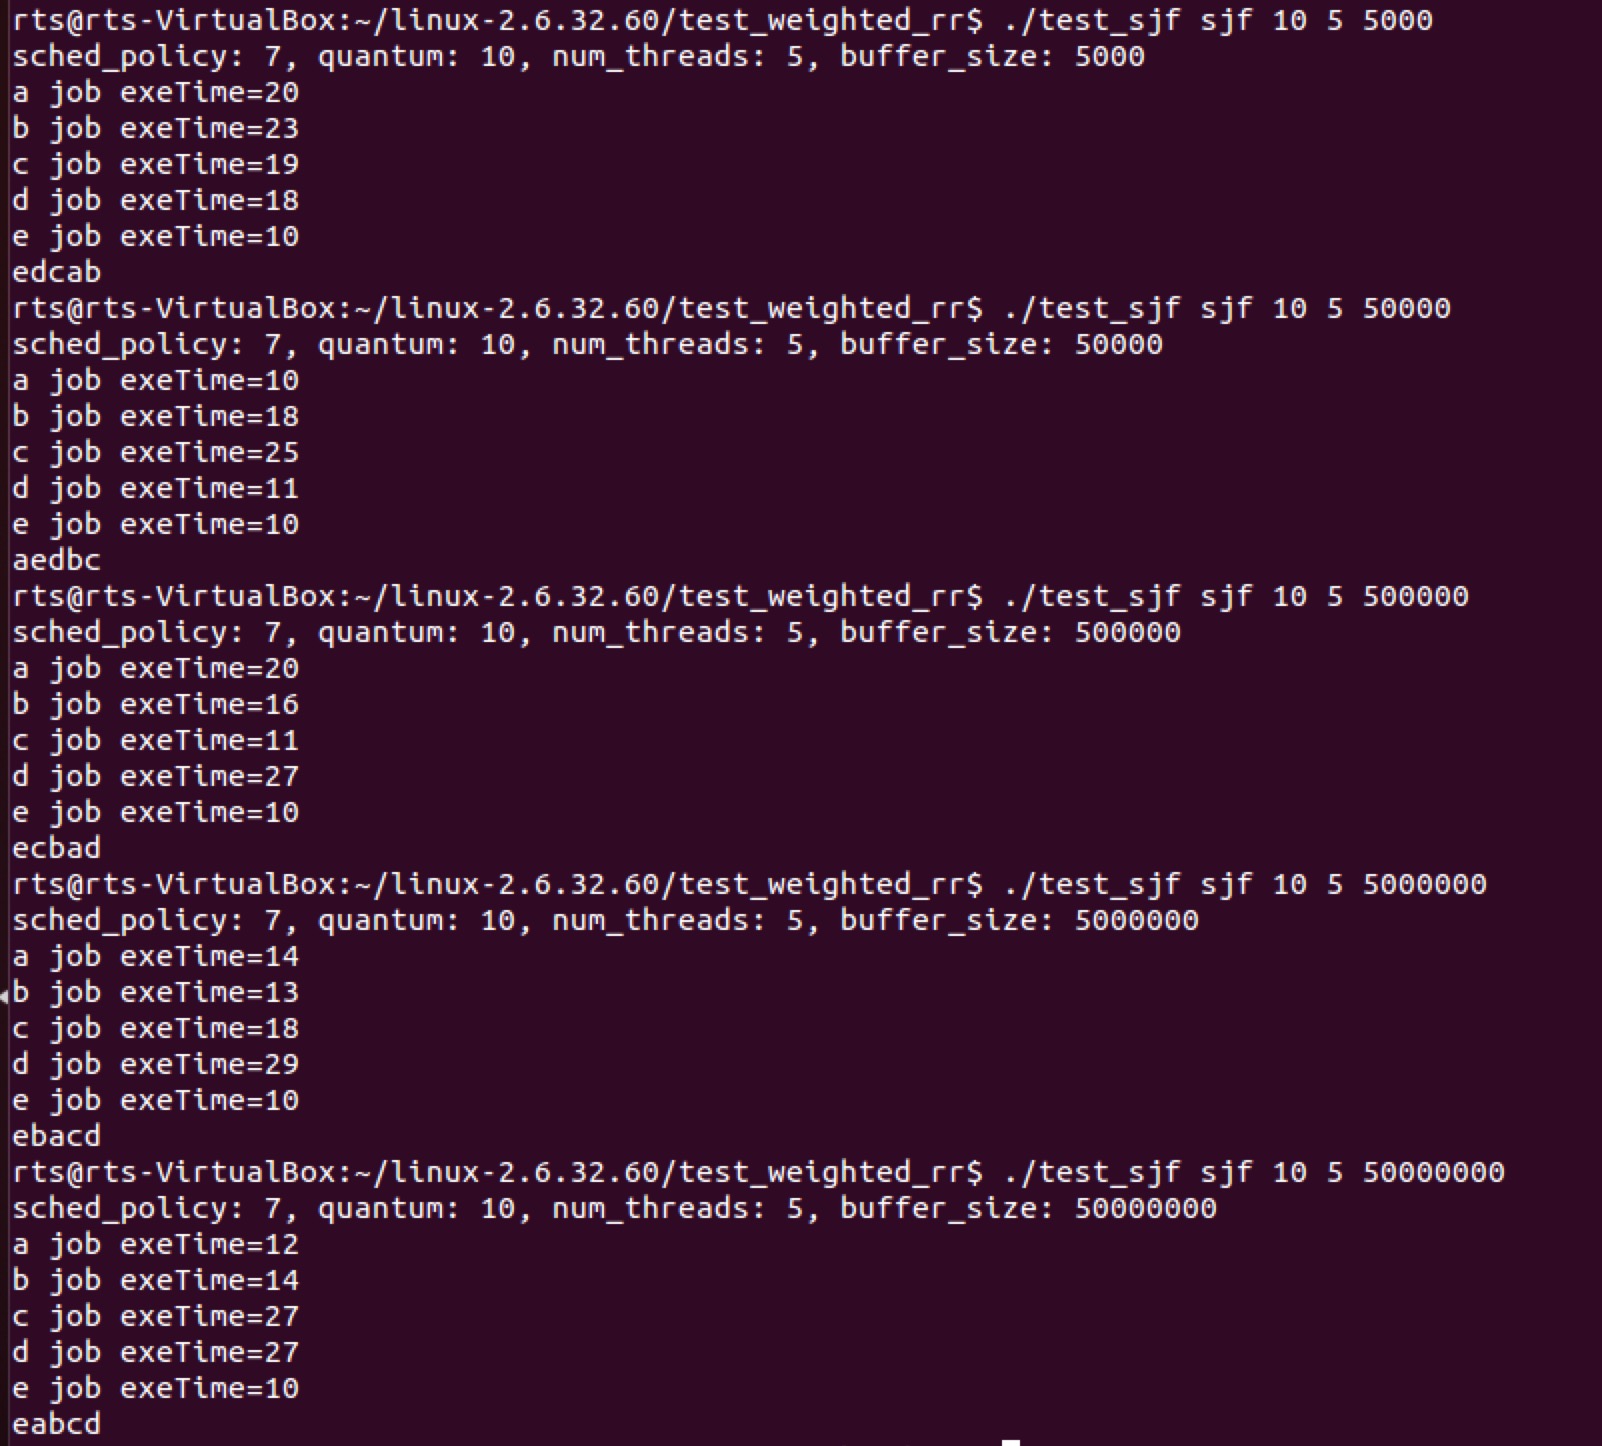 rts@rts-VirtualBox:~/linux-2.6.32.60/test_weighted_rr$ ./test_sjf sjf 10 5 5000
sched_policy: 7, quantum: 10, num_threads: 5, buffer_size: 5000
a job exeTime=20
b job exeTime=23
c job exeTime=19
d job exeTime=18
e job exeTime=10
edcab
rts@rts-VirtualBox:~/linux-2.6.32.60/test_weighted_rr$ ./test_sjf sjf 10 5 50000
sched_policy: 7, quantum: 10, num_threads: 5, buffer_size: 50000
a job exeTime=10
b job exeTime=18
c job exeTime=25
d job exeTime=11
e job exeTime=10
aedbc
rts@rts-VirtualBox:~/linux-2.6.32.60/test_weighted_rr$ ./test_sjf sjf 10 5 500000
sched_policy: 7, quantum: 10, num_threads: 5, buffer_size: 500000
a job exeTime=20
b job exeTime=16
c job exeTime=11
d job exeTime=27
e job exeTime=10
ecbad
rts@rts-VirtualBox:~/linux-2.6.32.60/test_weighted_rr$ ./test_sjf sjf 10 5 5000000
sched_policy: 7, quantum: 10, num_threads: 5, buffer_size: 5000000
a job exeTime=14
b job exeTime=13
c job exeTime=18
d job exeTime=29
e job exeTime=10
ebacd
rts@rts-VirtualBox:~/linux-2.6.32.60/test_weighted_rr$ ./test_sjf sjf 10 5 50000000
sched_policy: 7, quantum: 10, num_threads: 5, buffer_size: 50000000
a job exeTime=12
b job exeTime=14
c job exeTime=27
d job exeTime=27
e job exeTime=10
eabcd